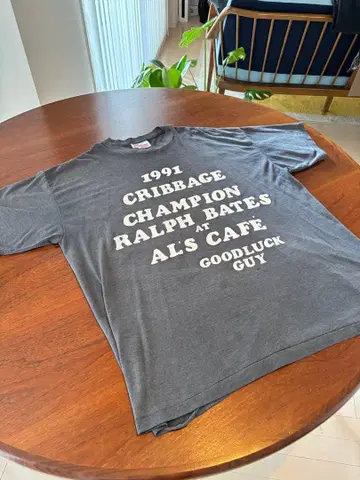 1991
CRIBBAGE
CHAMPION
RALPH BATES
AT
AL'S CAFE
GOODLUCK
GUY